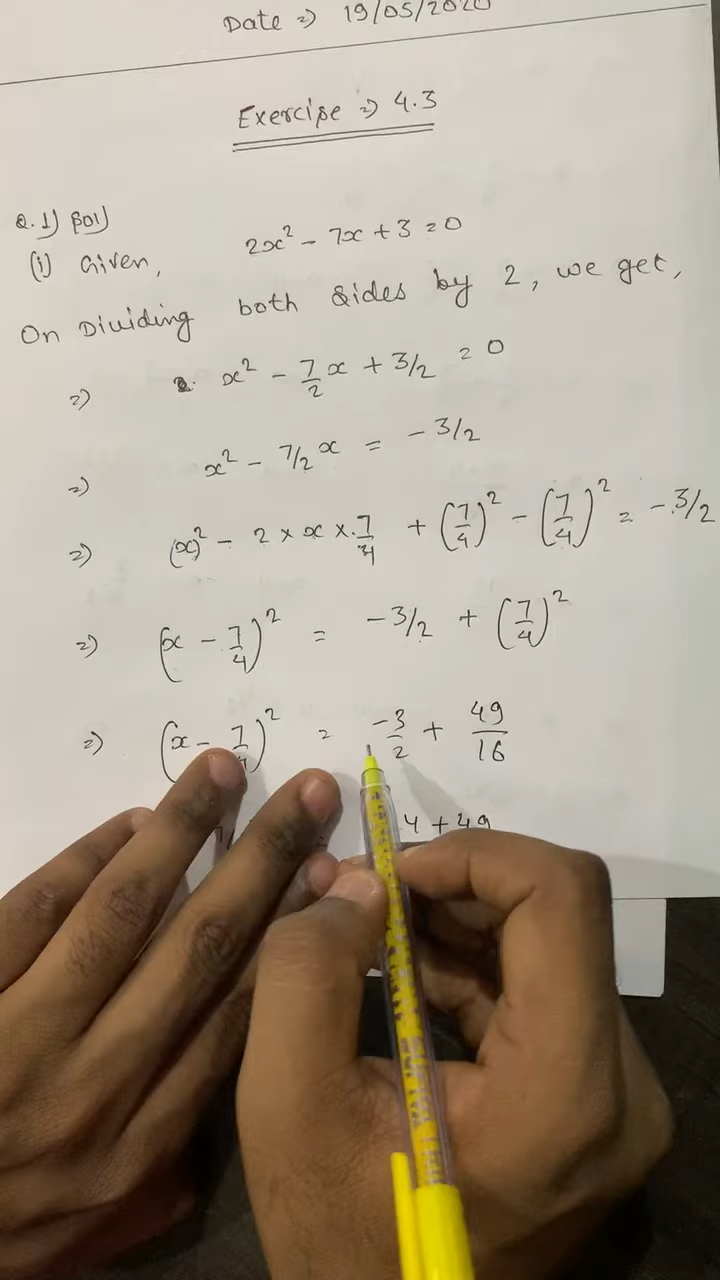 Date => 19/05/2020
Exercise => 4.3
Q.1) Sol)
(i) Given, 2x² - 7x + 3 = 0
On Dividing both Sides by 2, we get,
=> x² - 7/2 x + 3/2 = 0
=> x² - 7/2 x = - 3/2
=> (x)² - 2 × x × 7/4 + (7/4)² - (7/4)² = - 3/2
=> (x - 7/4)² = - 3/2 + (7/4)²
=> (x - 7/4)² = -3/2 + 49/16
4 + 49